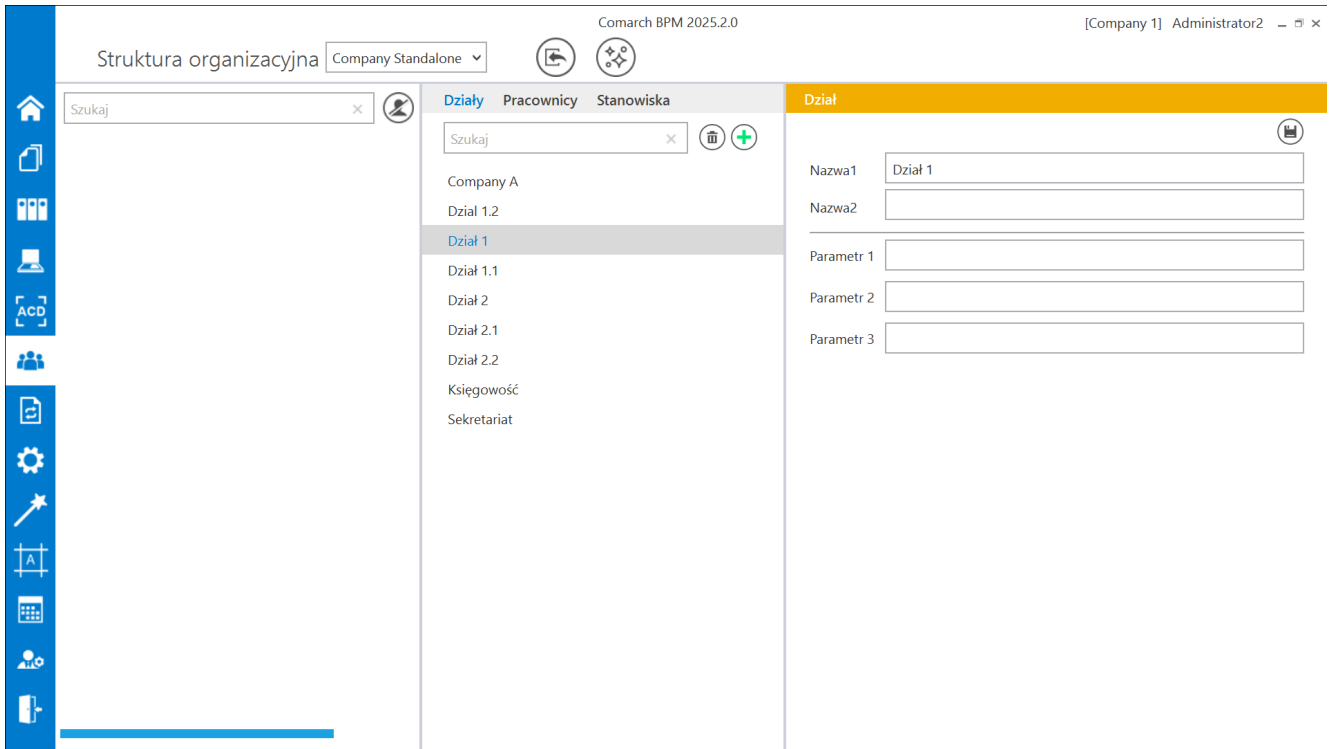 Comarch BPM 2025.2.0
[Company 1] Administrator2
Struktura organizacyjna Company Standalone
Szukaj
ACD
A
Działy Pracownicy Stanowiska
Szukaj
Company A
Dzial 1.2
Dział 1
Dział 1.1
Dział 2
Dział 2.1
Dział 2.2
Księgowość
Sekretariat
Dział
Nazwa1 Dział 1
Nazwa2
Parametr 1
Parametr 2
Parametr 3